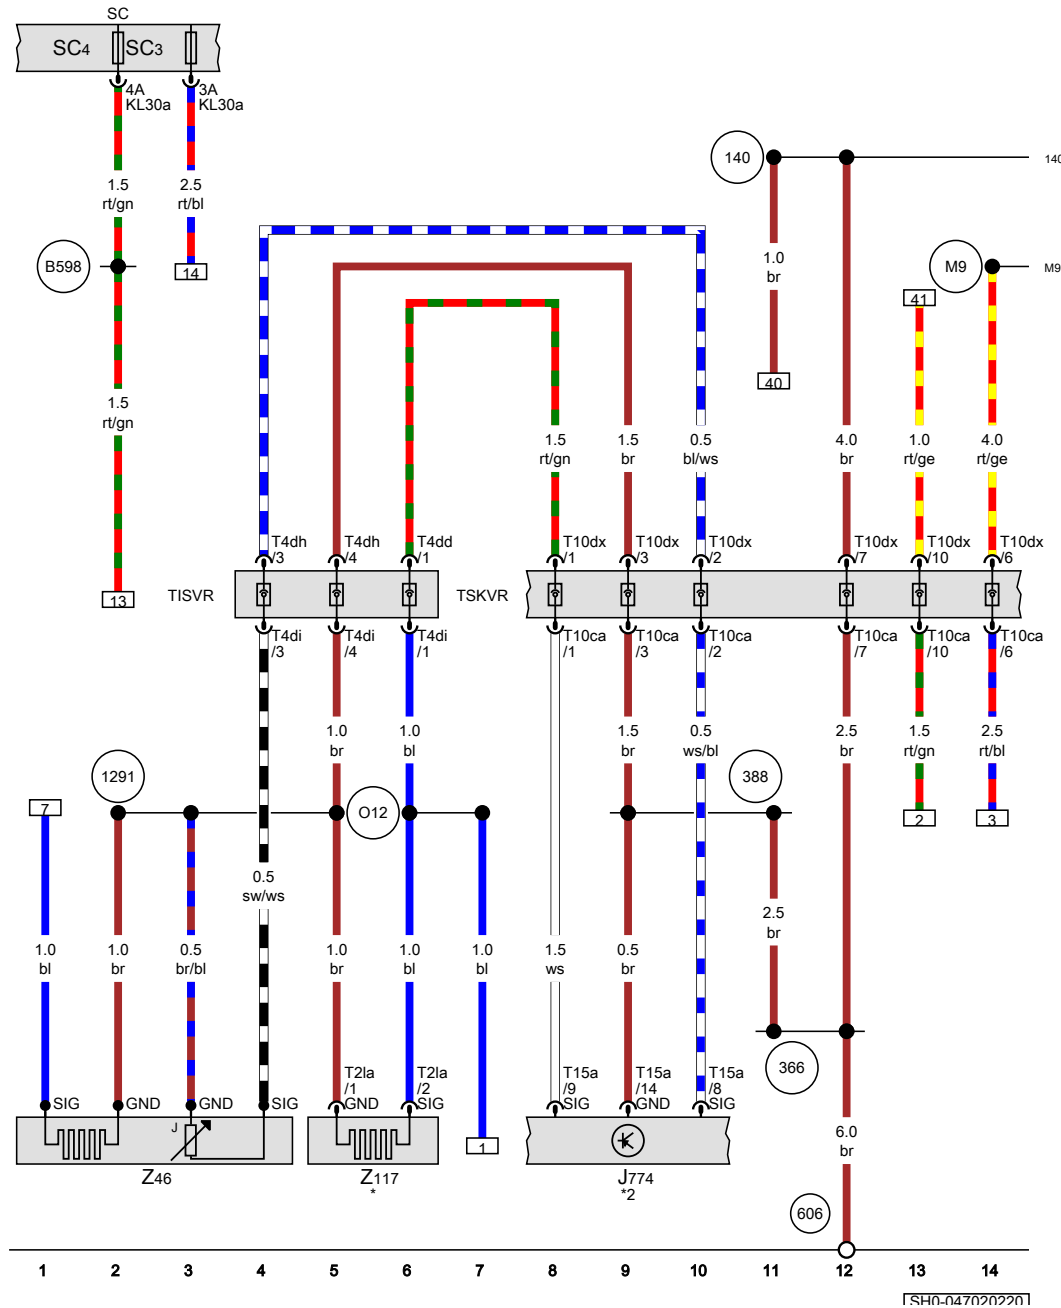 SC
SC4 SC3
4A
KL30a
3A
KL30a
1.5
rt/gn
2.5
rt/bl
140
140
B598
14
M9
M9
1.0
br
41
40
1.5
rt/gn
1.5
rt/gn
1.5
br
0.5
bl/ws
4.0
br
1.0
rt/ge
4.0
rt/ge
T4dh
/3
T4dh
/4
T4dd
/1
T10dx
/1
T10dx
/3
T10dx
/2
T10dx
/7
T10dx
/10
T10dx
/6
13
TISVR
TSKVR
T4di
/3
T4di
/4
T4di
/1
T10ca
/1
T10ca
/3
T10ca
/2
T10ca
/7
T10ca
/10
T10ca
/6
1.0
br
1.0
bl
1.5
br
0.5
ws/bl
2.5
br
1.5
rt/gn
2.5
rt/bl
1291
388
7
O12
2
3
0.5
sw/ws
2.5
br
1.0
bl
1.0
br
0.5
br/bl
1.0
br
1.0
bl
1.0
bl
1.5
ws
0.5
br
366
T2la
/1
T2la
/2
T15a
/9
T15a
/14
T15a
/8
SIG GND GND SIG GND SIG SIG GND SIG
J
1
6.0
br
Z46
Z117
*
J774
*2
606
1 2 3 4 5 6 7 8 9 10 11 12 13 14
SH0-047020220